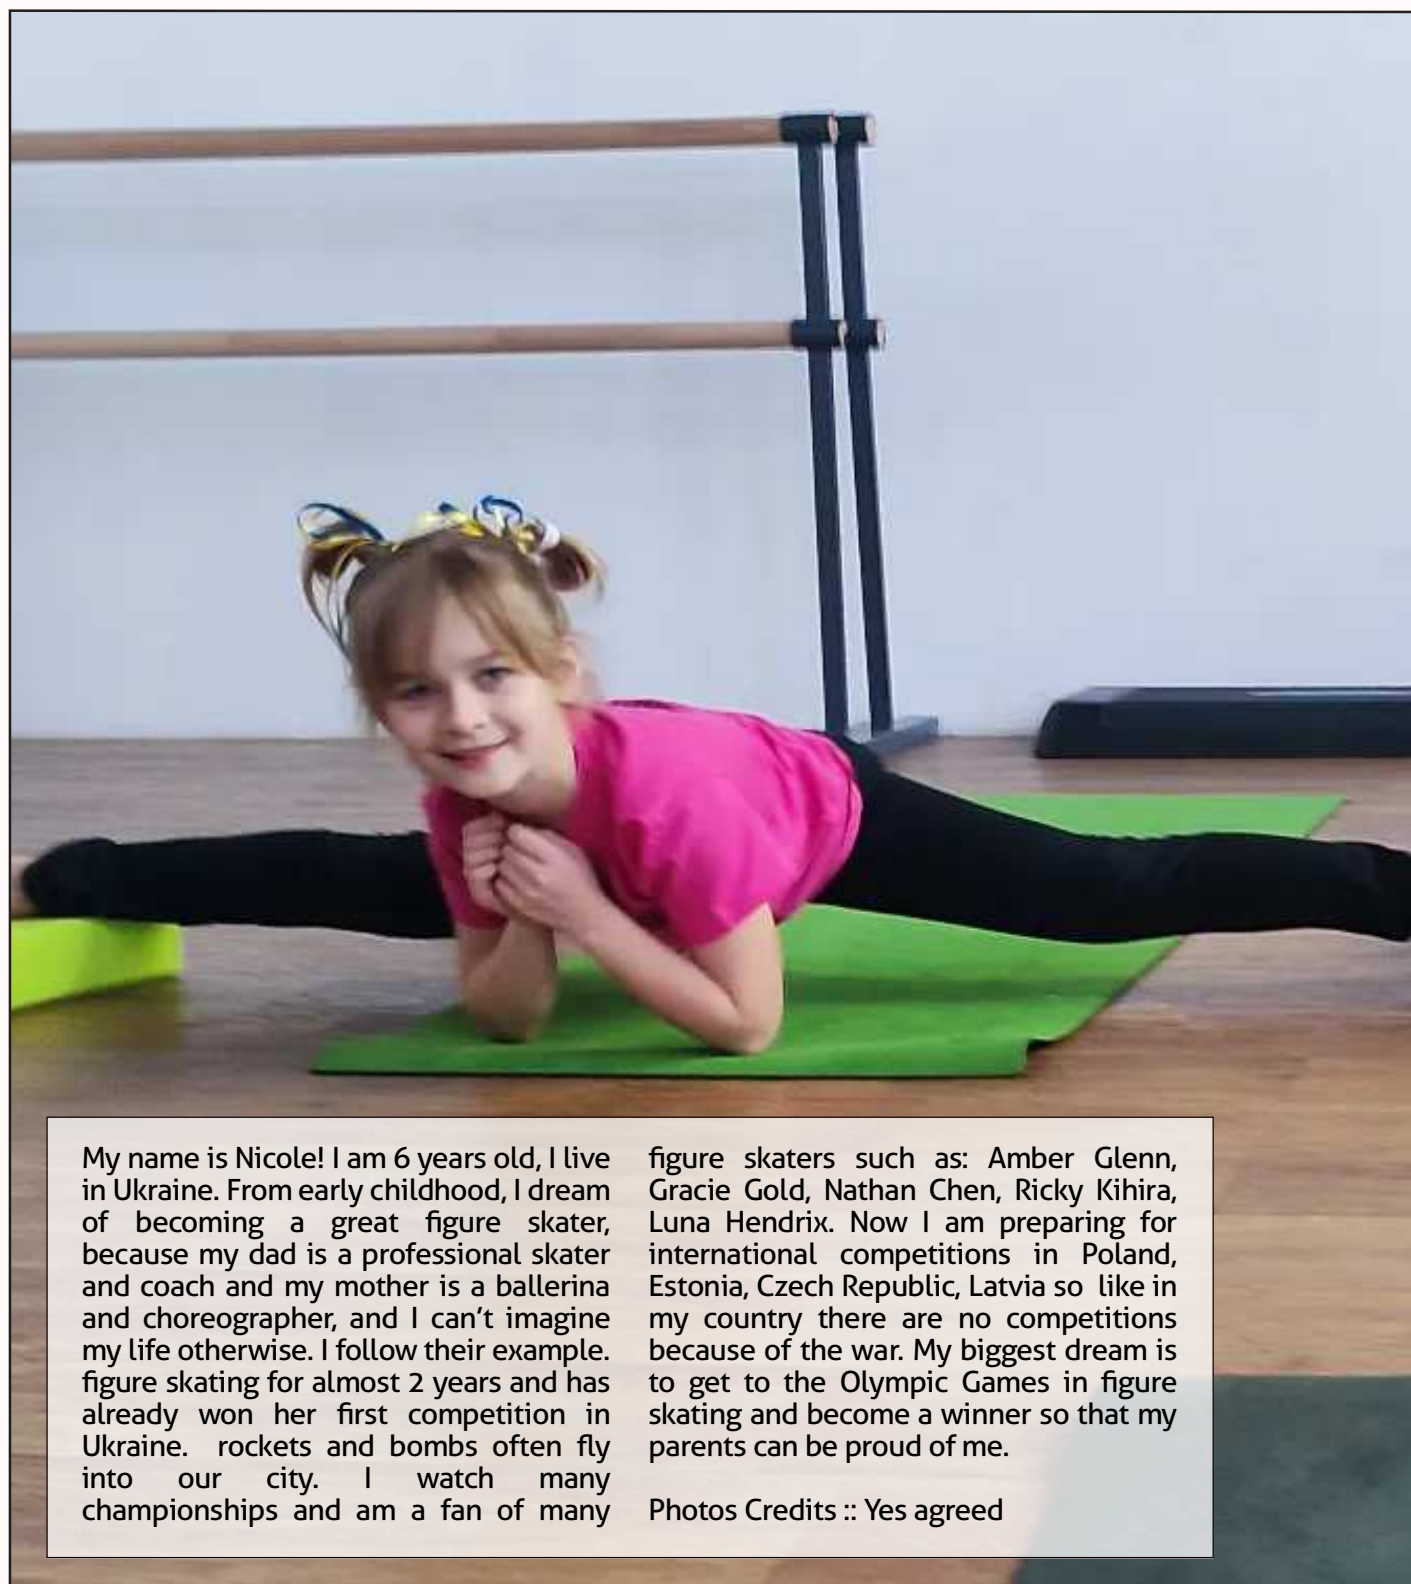 My name is Nicole! I am 6 years old, I live
in Ukraine. From early childhood, I dream
of becoming a great figure skater,
because my dad is a professional skater
and coach and my mother is a ballerina
and choreographer, and I can't imagine
my life otherwise. I follow their example.
figure skating for almost 2 years and has
already won her first competition in
Ukraine. rockets and bombs often fly
into our city. I watch many
championships and am a fan of many
figure skaters such as: Amber Glenn,
Gracie Gold, Nathan Chen, Ricky Kihira,
Luna Hendrix. Now I am preparing for
international competitions in Poland,
Estonia, Czech Republic, Latvia so like in
my country there are no competitions
because of the war. My biggest dream is
to get to the Olympic Games in figure
skating and become a winner so that my
parents can be proud of me.
Photos Credits :: Yes agreed